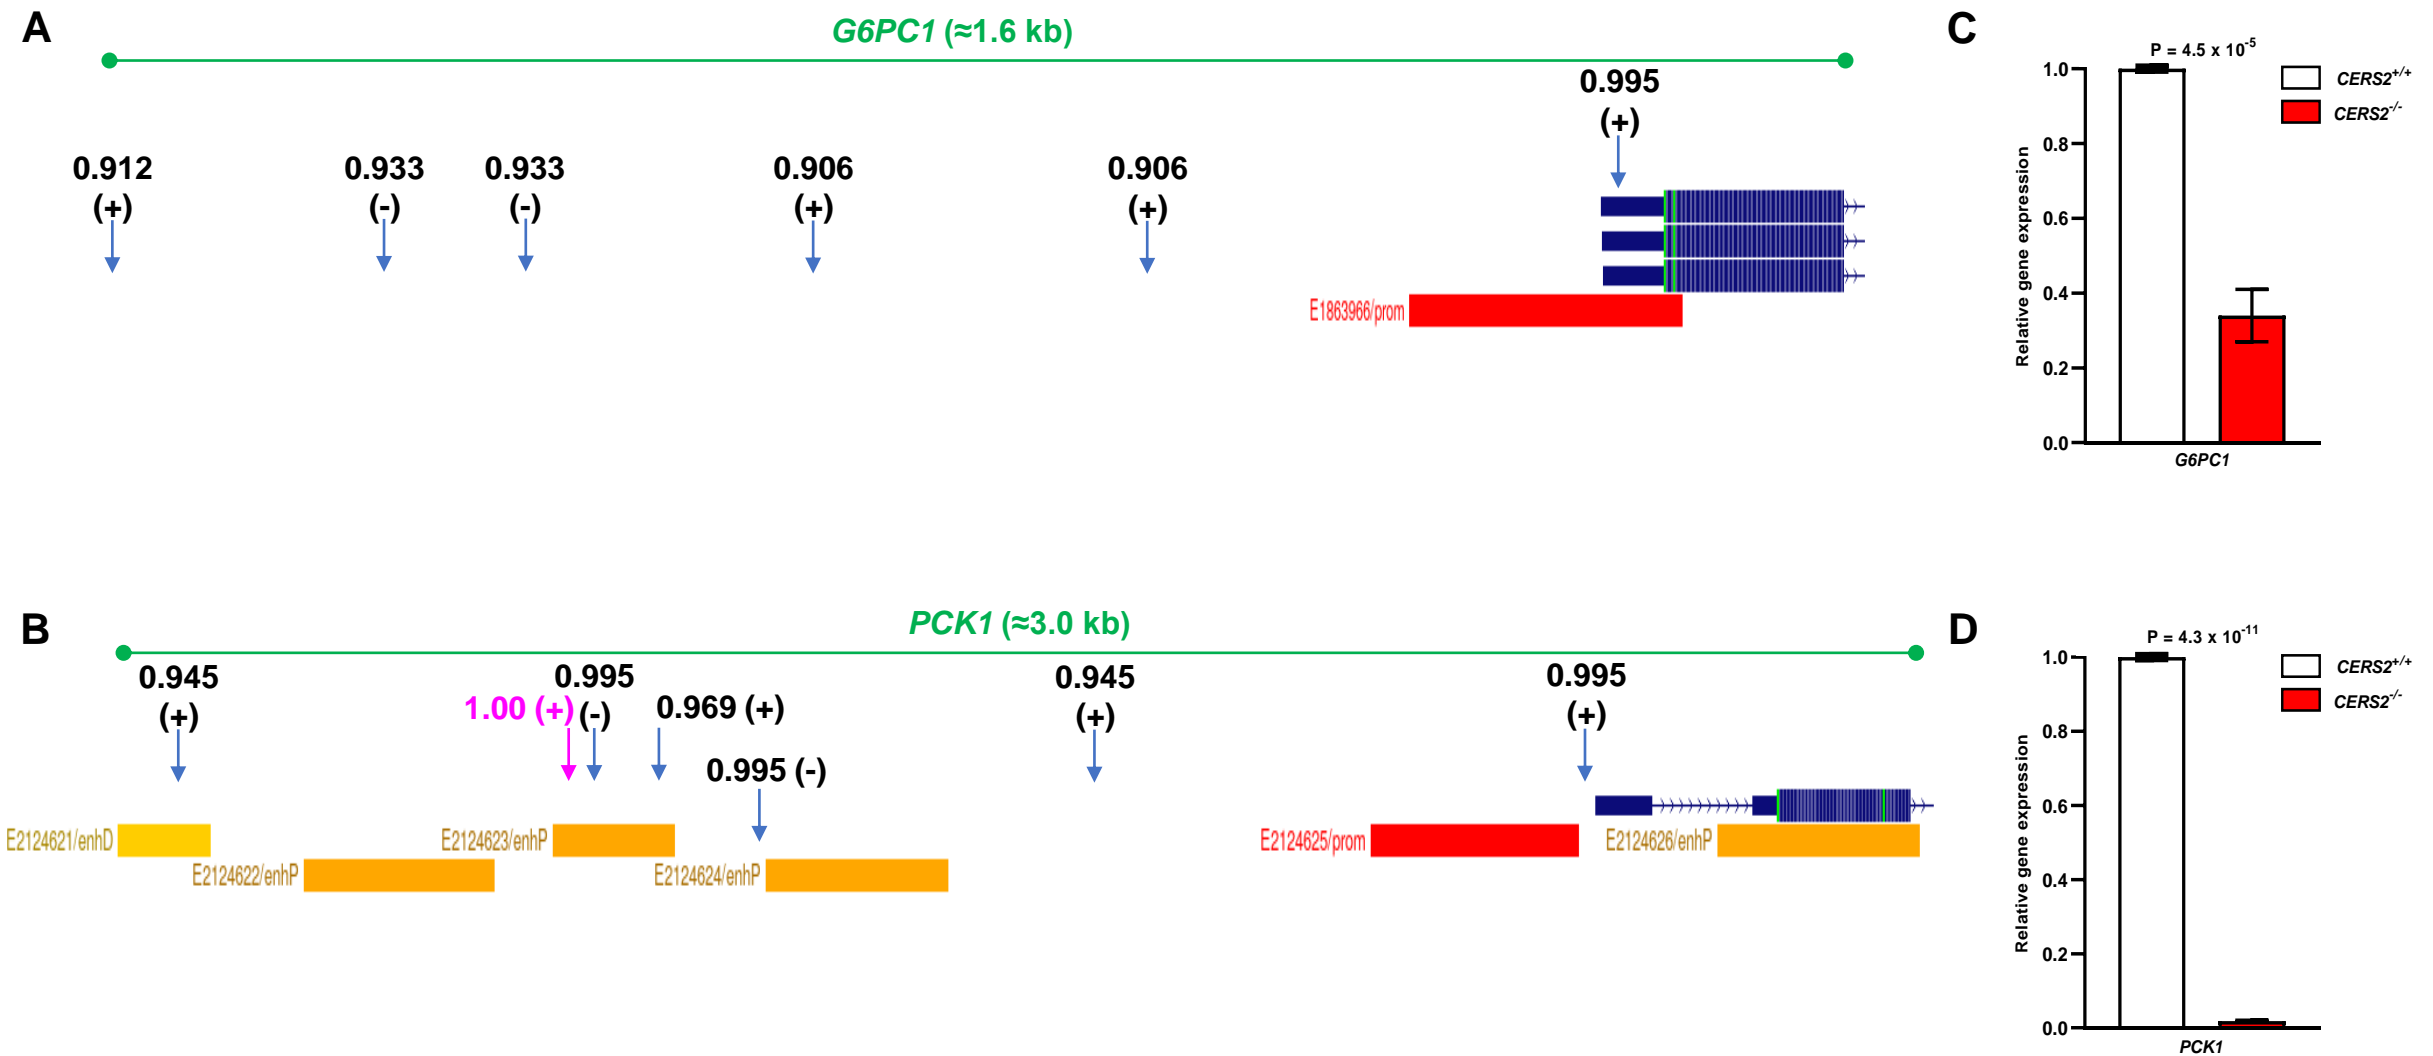 A
G6PC1 (≈1.6 kb)
0.912
(+)
0.933
(-)
0.933
(-)
0.906
(+)
0.906
(+)
0.995
(+)
E1863966/prom
B
PCK1 (≈3.0 kb)
0.945
(+)
1.00 (+)
0.995
(-)
0.969 (+)
0.995 (-)
0.945
(+)
0.995
(+)
E2124621/enhD
E2124622/enhP
E2124623/enhP
E2124624/enhP
E2124625/prom
E2124626/enhP
C
P = 4.5 x 10-5
CERS2+/+
CERS2-/-
Relative gene expression
1.0
0.8
0.6
0.4
0.2
0.0
G6PC1
D
P = 4.3 x 10-11
CERS2+/+
CERS2-/-
Relative gene expression
1.0
0.8
0.6
0.4
0.2
0.0
PCK1